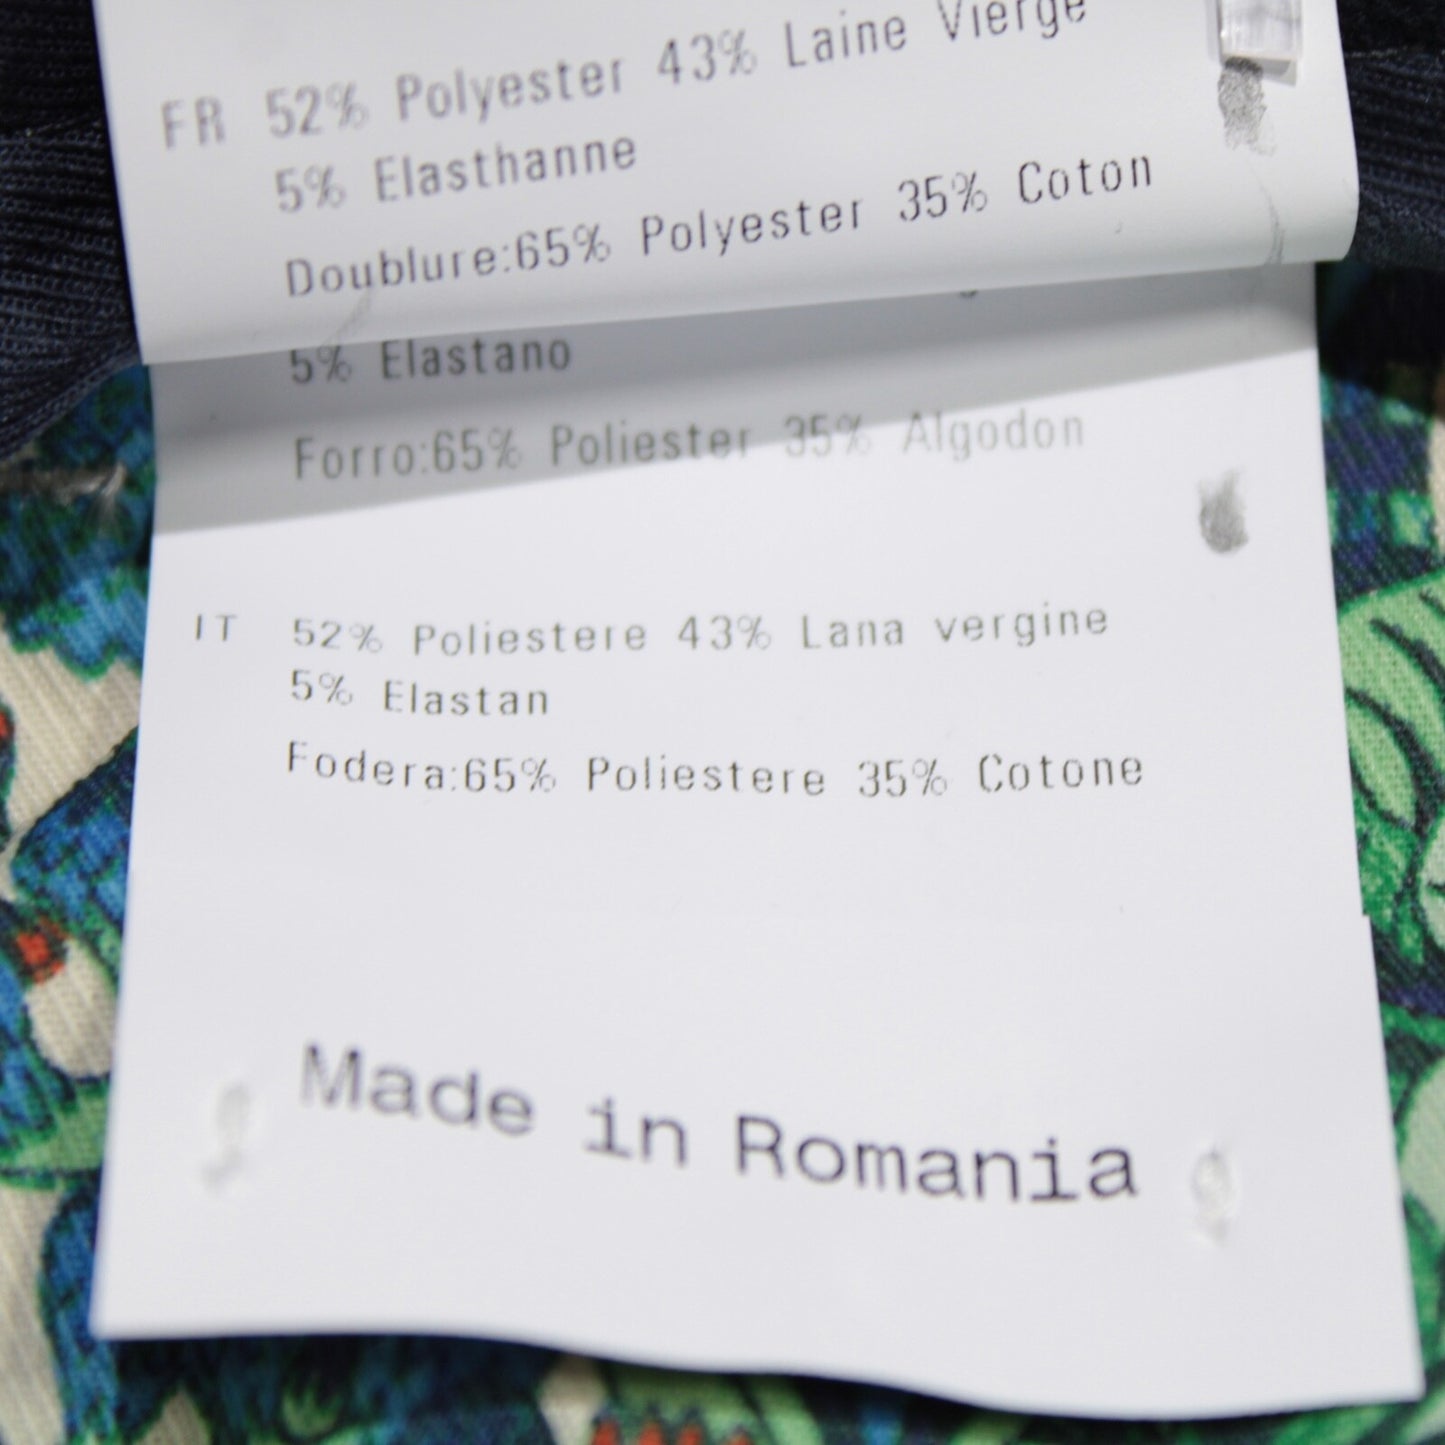 FR 52% Polyester 43% Laine Vierge
5% Elasthanne
Doublure:65% Polyester 35% Coton
5% Elastano
Forro:65% Poliester 35% Algodon
IT 52% Poliestere 43% Lana vergine
5% Elastan
Fodera:65% Poliestere 35% Cotone
Made in Romania